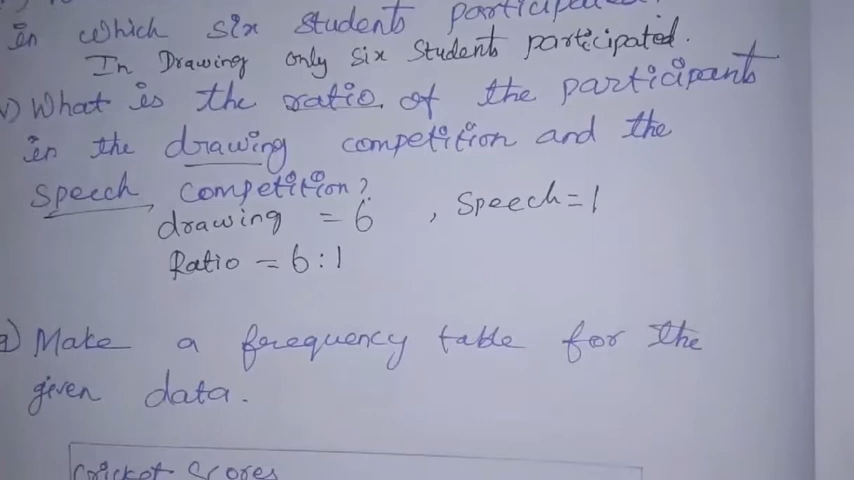 in which six students participated.
In Drawing only six students participated.
v) What is the ratio of the participants
in the drawing competition and the
speech competition?
drawing = 6 , Speech = 1
Ratio = 6:1
2) Make a frequency table for the
given data.
Cricket Scores